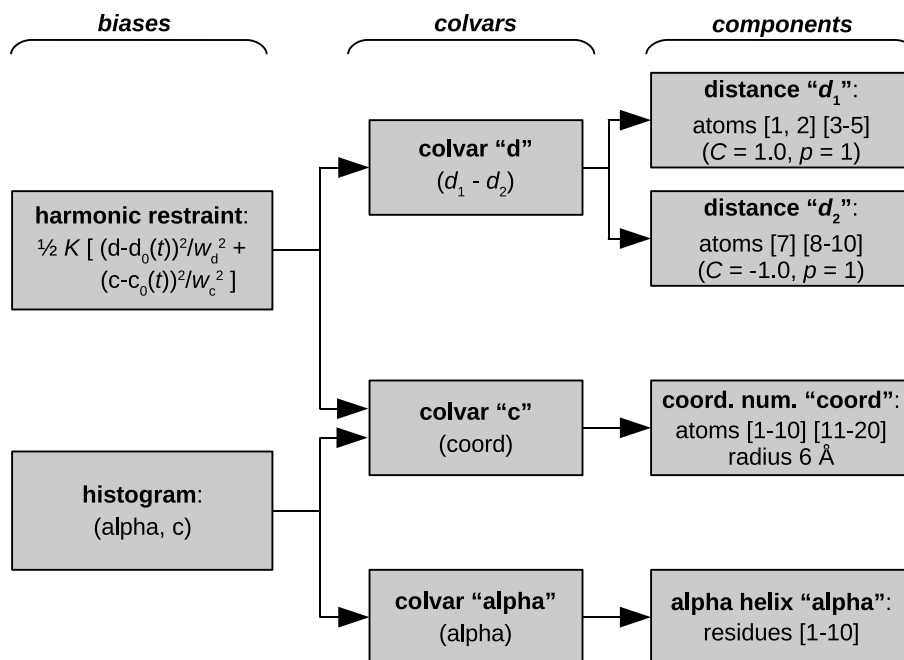 biases
colvars
components
harmonic restraint:
½ K [ (d-d₀(t))²/w_d² +
(c-c₀(t))²/w_c² ]
histogram:
(alpha, c)
colvar “d”
(d₁ - d₂)
colvar “c”
(coord)
colvar “alpha”
(alpha)
distance “d₁”:
atoms [1, 2] [3-5]
(C = 1.0, p = 1)
distance “d₂”:
atoms [7] [8-10]
(C = -1.0, p = 1)
coord. num. “coord”:
atoms [1-10] [11-20]
radius 6 Å
alpha helix “alpha”:
residues [1-10]